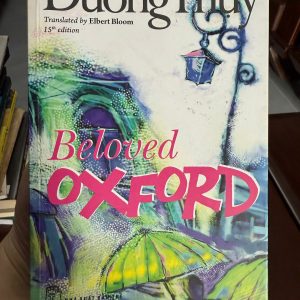 Dương Thụy
Translated by Elbert Bloom
15th edition
Beloved
OXFORD